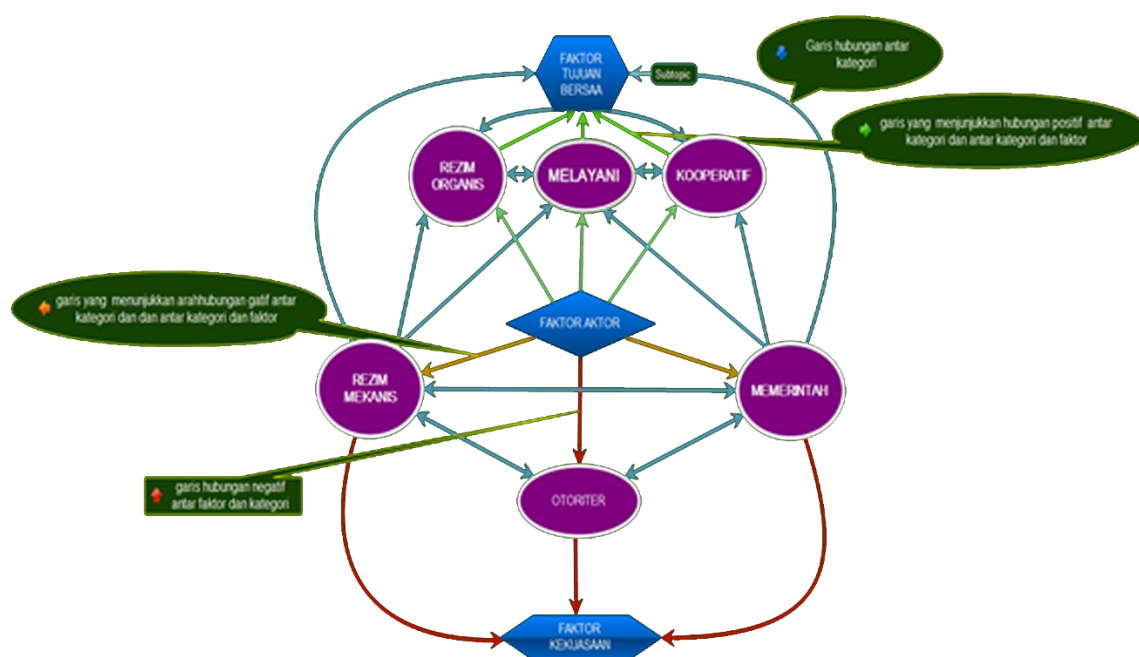 FAKTOR
TUJUAN
BERSAA
Subtopic
Garis hubungan antar
kategori
garis yang menjunjukkan hubungan positif antar
kategori dan antar kategori dan faktor
REZIM
ORGANIS
MELAYANI
KOOPERATIF
garis yang menunjukkan arahhubungan gatif antar
kategori dan dan antar kategori dan faktor
FAKTOR AKTOR
REZIM
MEKANIS
MEMERINTAH
garis hubungan negatif
antar faktor dan kategori
OTORITER
FAKTOR
KEKUASAAN